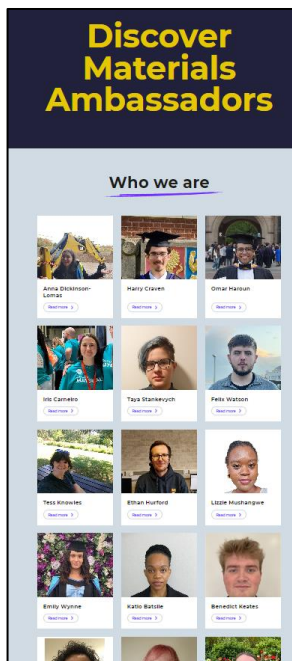 Discover
Materials
Ambassadors
Who we are
Anna Dickinson-
Lomas
Harry Craven
Omar Haroun
Read more
Read more
Read more
Iris Carneiro
Taya Stankevych
Felix Watson
Read more
Read more
Read more
Tess Knowles
Ethan Hurford
Lizzie Mushangwe
Read more
Read more
Read more
Emily Wynne
Katio Batsile
Benedict Keates
Read more
Read more
Read more